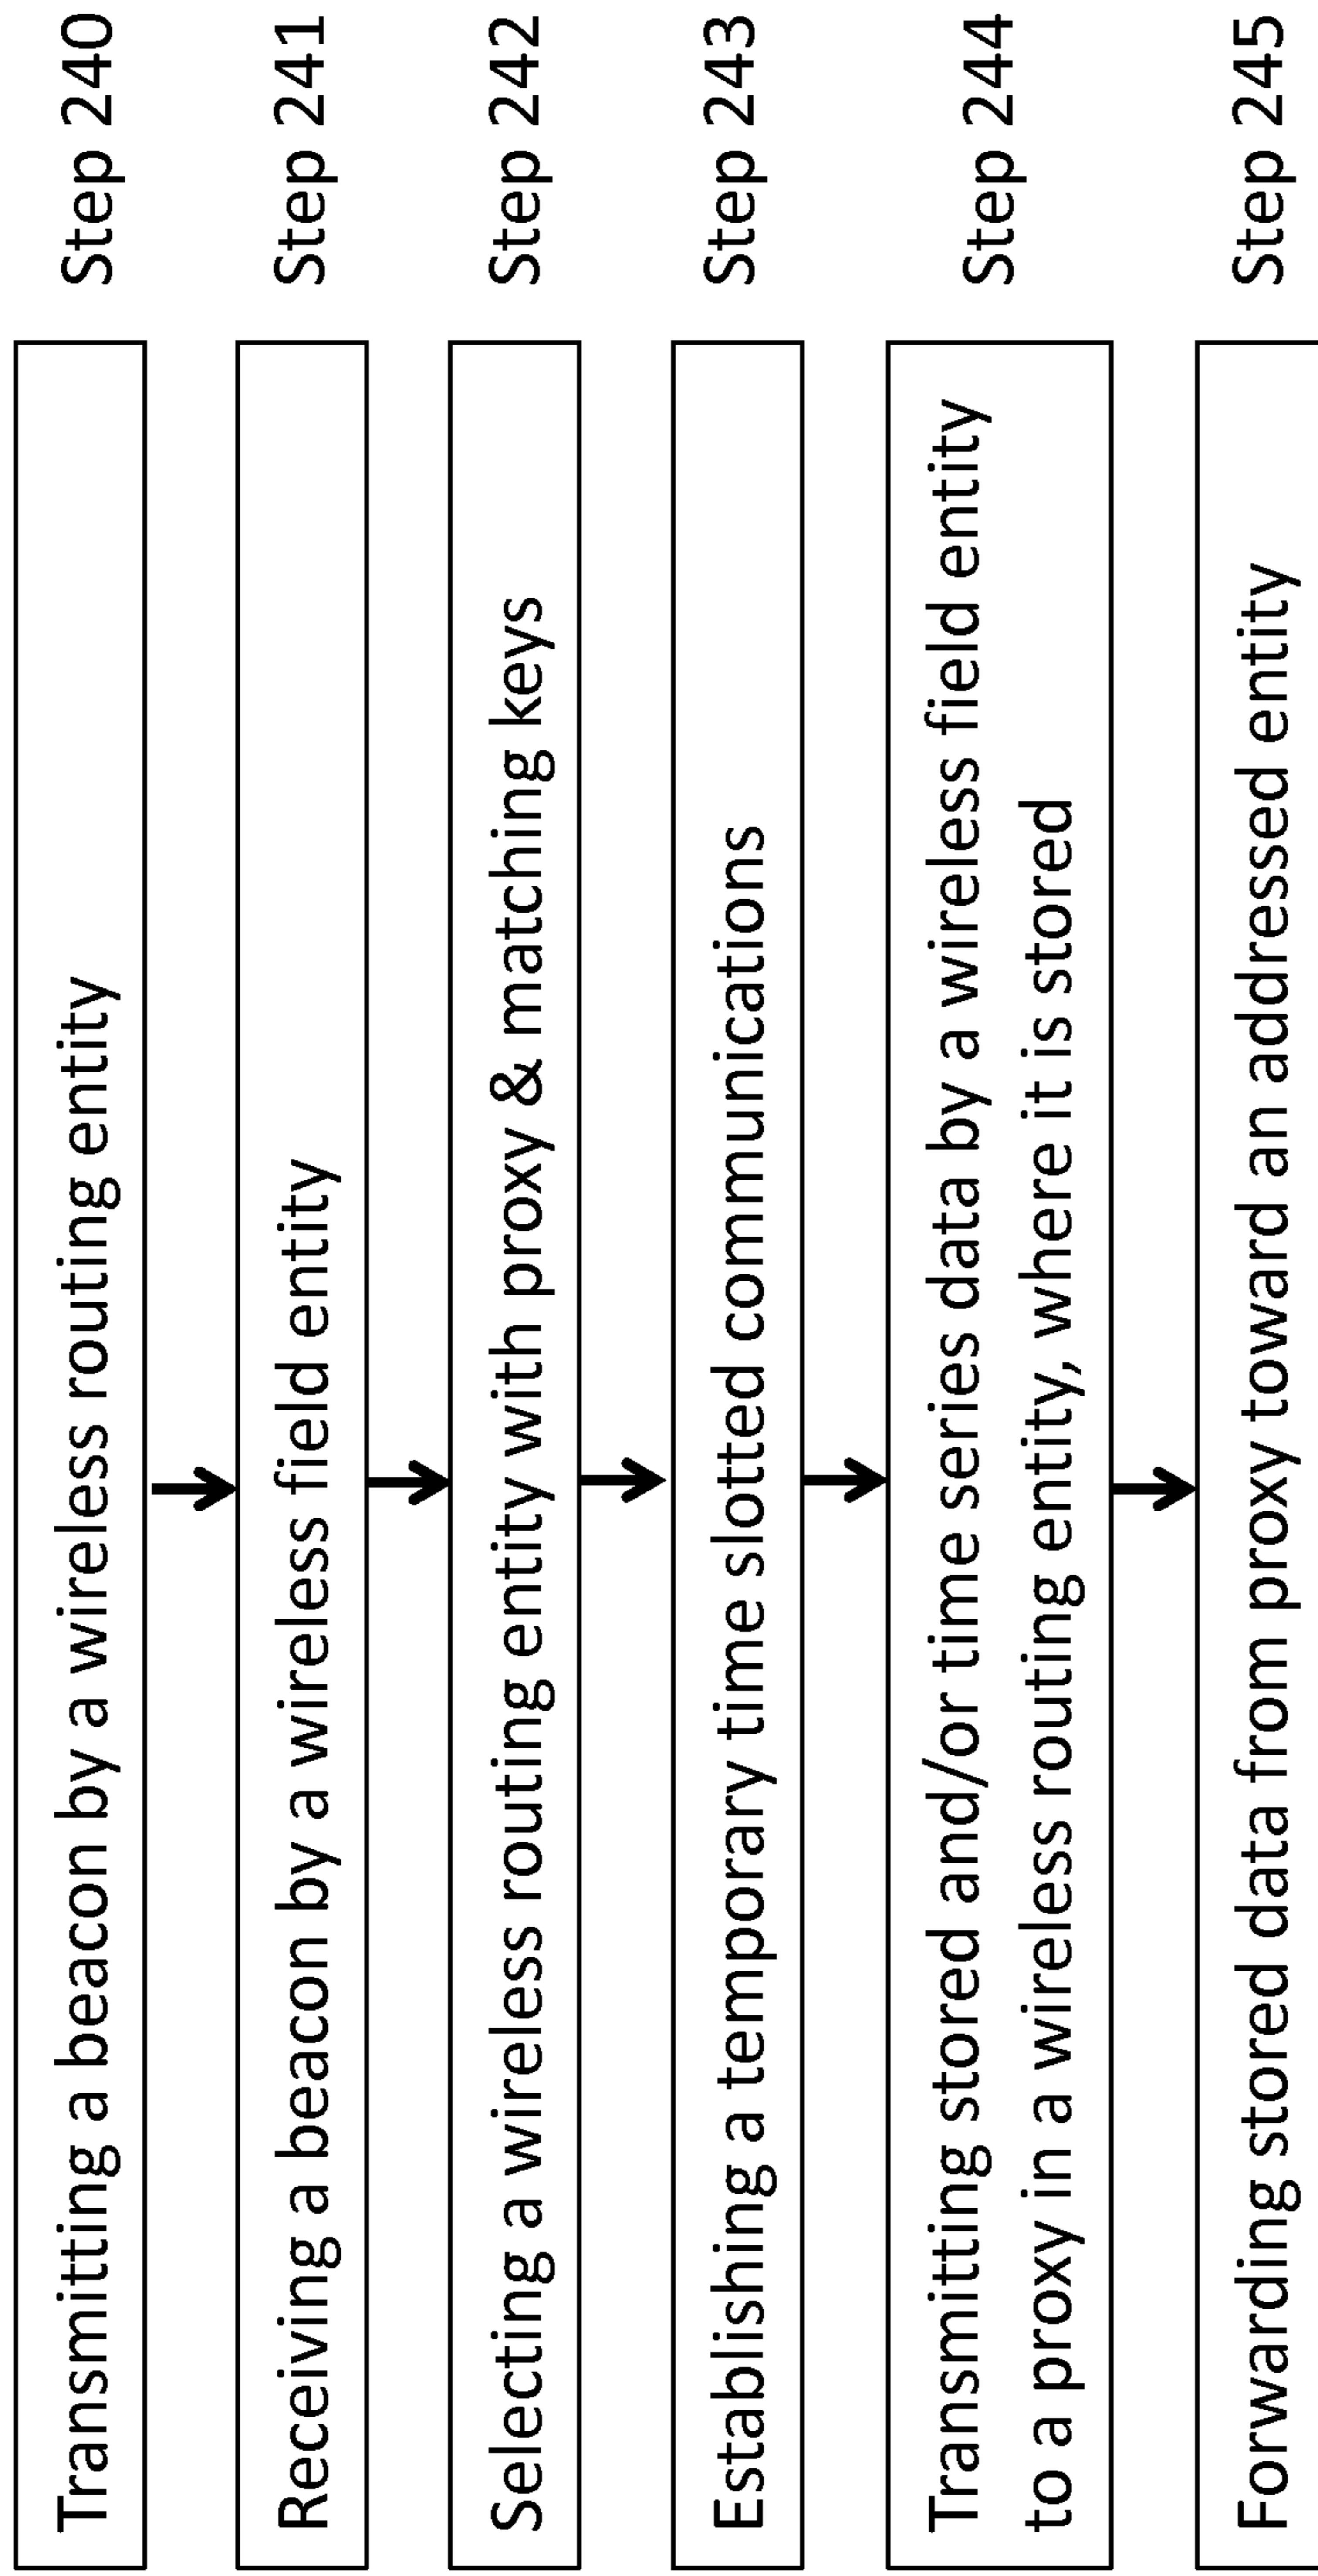 Transmitting a beacon by a wireless routing entity Step 240
Receiving a beacon by a wireless field entity Step 241
Selecting a wireless routing entity with proxy & matching keys Step 242
Establishing a temporary time slotted communications Step 243
Transmitting stored and/or time series data by a wireless field entity
to a proxy in a wireless routing entity, where it is stored Step 244
Forwarding stored data from proxy toward an addressed entity Step 245